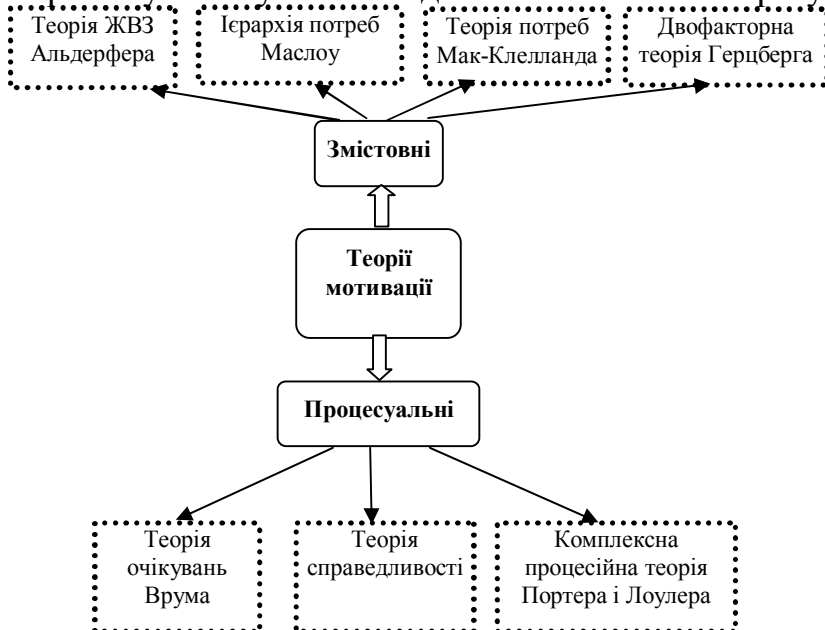 Теорія ЖВЗ
Альдерфера
Ієрархія потреб
Маслоу
Теорія потреб
Мак-Клелланда
Двофакторна
теорія Герцберга
Змістовні
Теорії
мотивації
Процесуальні
Теорія
очікувань
Врума
Теорія
справедливості
Комплексна
процесійна теорія
Портера і Лоулера